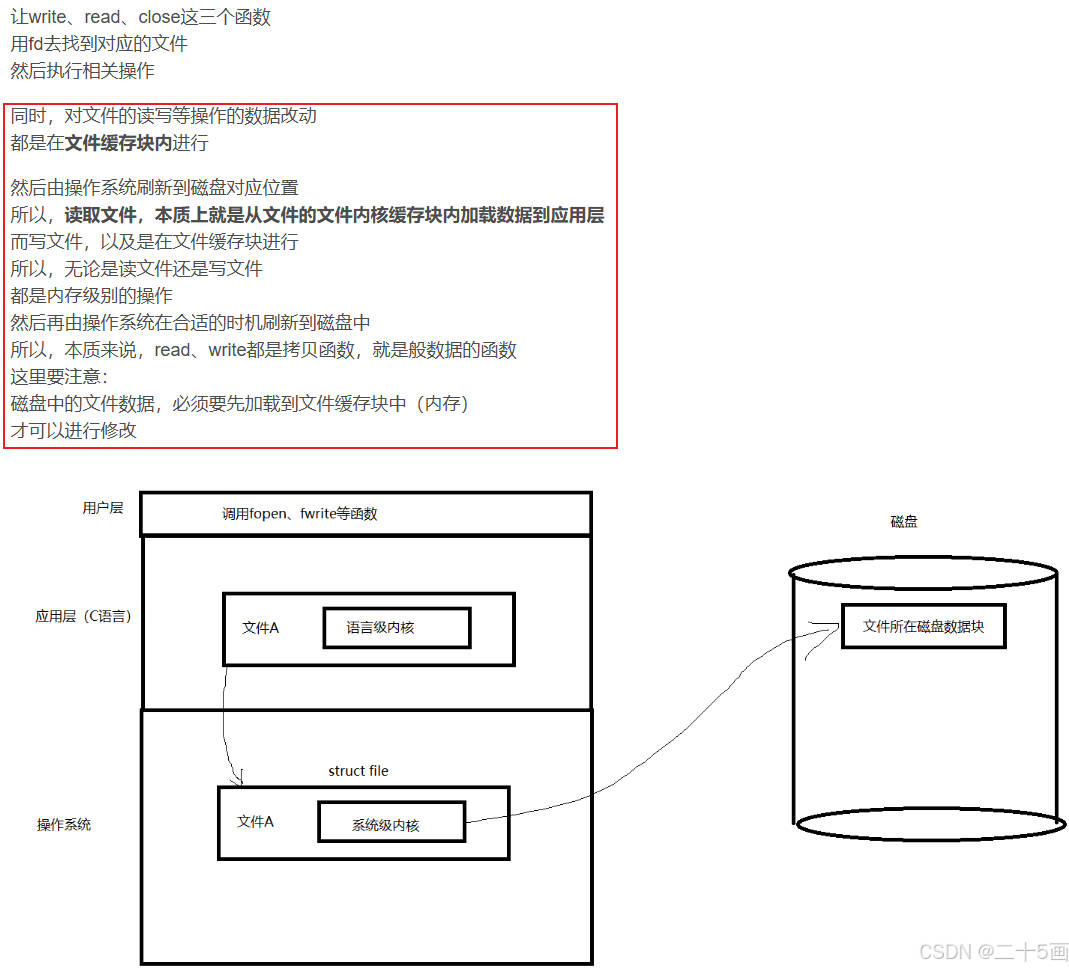 让write、read、close这三个函数
用fd去找到对应的文件
然后执行相关操作
同时，对文件的读写等操作的数据改动
都是在文件缓存块内进行
然后由操作系统刷新到磁盘对应位置
所以，读取文件，本质上就是从文件的文件内核缓存块内加载数据到应用层
而写文件，以及是在文件缓存块进行
所以，无论是读文件还是写文件
都是内存级别的操作
然后再由操作系统在合适的时机刷新到磁盘中
所以，本质来说，read、write都是拷贝函数，就是般数据的函数
这里要注意：
磁盘中的文件数据，必须要先加载到文件缓存块中（内存）
才可以进行修改
用户层
调用fopen、fwrite等函数
磁盘
应用层（C语言）
文件A
语言级内核
文件所在磁盘数据块
struct file
操作系统
文件A
系统级内核
CSDN @二十5画